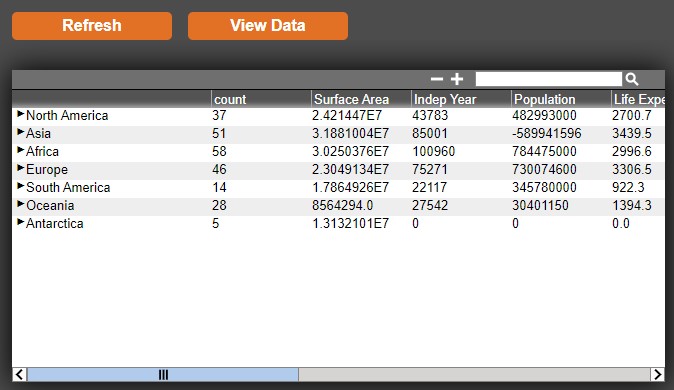 Refresh View Data
count Surface Area Indep Year Population Life Expe
North America 37 2.421447E7 43783 482993000 2700.7
Asia 51 3.1881004E7 85001 -589941596 3439.5
Africa 58 3.0250376E7 100960 784475000 2996.6
Europe 46 2.3049134E7 75271 730074600 3306.5
South America 14 1.7864926E7 22117 345780000 922.3
Oceania 28 8564294.0 27542 30401150 1394.3
Antarctica 5 1.3132101E7 0 0 0.0